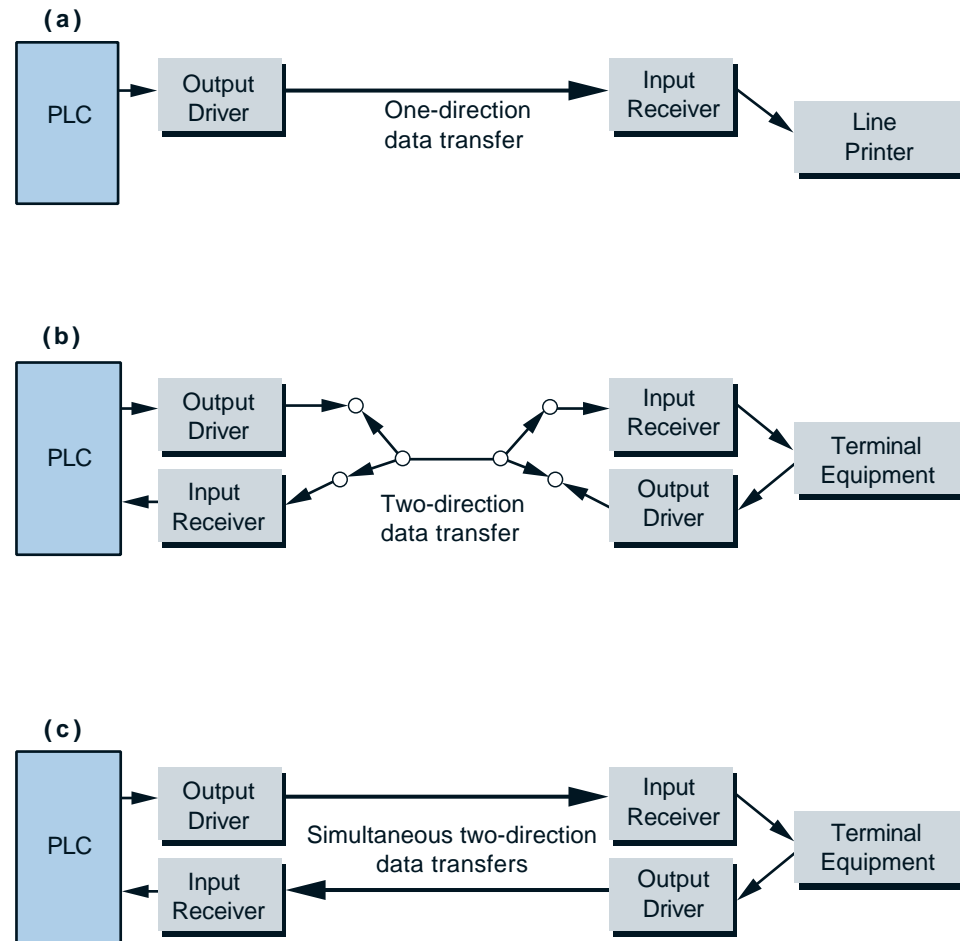 (a)
PLC
Output
Driver
One-direction
data transfer
Input
Receiver
Line
Printer
(b)
PLC
Output
Driver
Input
Receiver
Two-direction
data transfer
Input
Receiver
Output
Driver
Terminal
Equipment
(c)
PLC
Output
Driver
Input
Receiver
Simultaneous two-direction
data transfers
Input
Receiver
Output
Driver
Terminal
Equipment